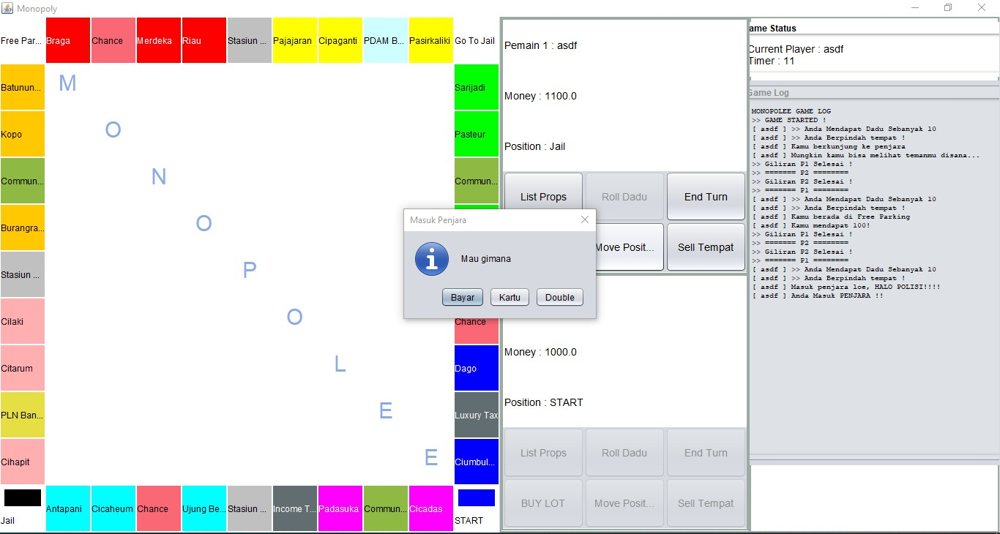 Monopoly
Free Par... Braga Chance Merdeka Riau Stasiun ... Pajajaran Cipaganti PDAM B... Pasirkaliki Go To Jail
Batunun... M Sarijadi
Kopo O Pasteur
Commun... N Commun...
Burangra... O
Stasiun ... P
Cilaki O Chance
Citarum L Dago
PLN Ban... E Luxury Tax
Cihapit E Ciumbul...
Jail Antapani Cicaheum Chance Ujung Be... Stasiun ... Income T... Padasuka Commun... Cicadas START
Pemain 1 : asdf
Money : 1100.0
Position : Jail
List Props Roll Dadu End Turn
Move Posit... Sell Tempat
Masuk Penjara
Mau gimana
Bayar Kartu Double
Money : 1000.0
Position : START
List Props Roll Dadu End Turn
BUY LOT Move Posit... Sell Tempat
ame Status
Current Player : asdf
Timer : 11
Game Log
MONOPOLEE GAME LOG
>> GAME STARTED !
[ asdf ] >> Anda Mendapat Dadu Sebanyak 10
[ asdf ] >> Anda Berpindah tempat !
[ asdf ] Kamu berkunjung ke penjara
[ asdf ] Mungkin kamu bisa melihat temanmu disana...
>> Giliran P1 Selesai !
>> ======= P2 ========
>> Giliran P2 Selesai !
>> ======= P1 ========
[ asdf ] >> Anda Mendapat Dadu Sebanyak 10
[ asdf ] >> Anda Berpindah tempat !
[ asdf ] Kamu berada di Free Parking
[ asdf ] Kamu mendapat 100!
>> Giliran P1 Selesai !
>> ======= P2 ========
>> Giliran P2 Selesai !
>> ======= P1 ========
[ asdf ] >> Anda Mendapat Dadu Sebanyak 10
[ asdf ] >> Anda Berpindah tempat !
[ asdf ] Masuk penjara loe, HALO POLISI!!!!
[ asdf ] Anda Masuk PENJARA !!